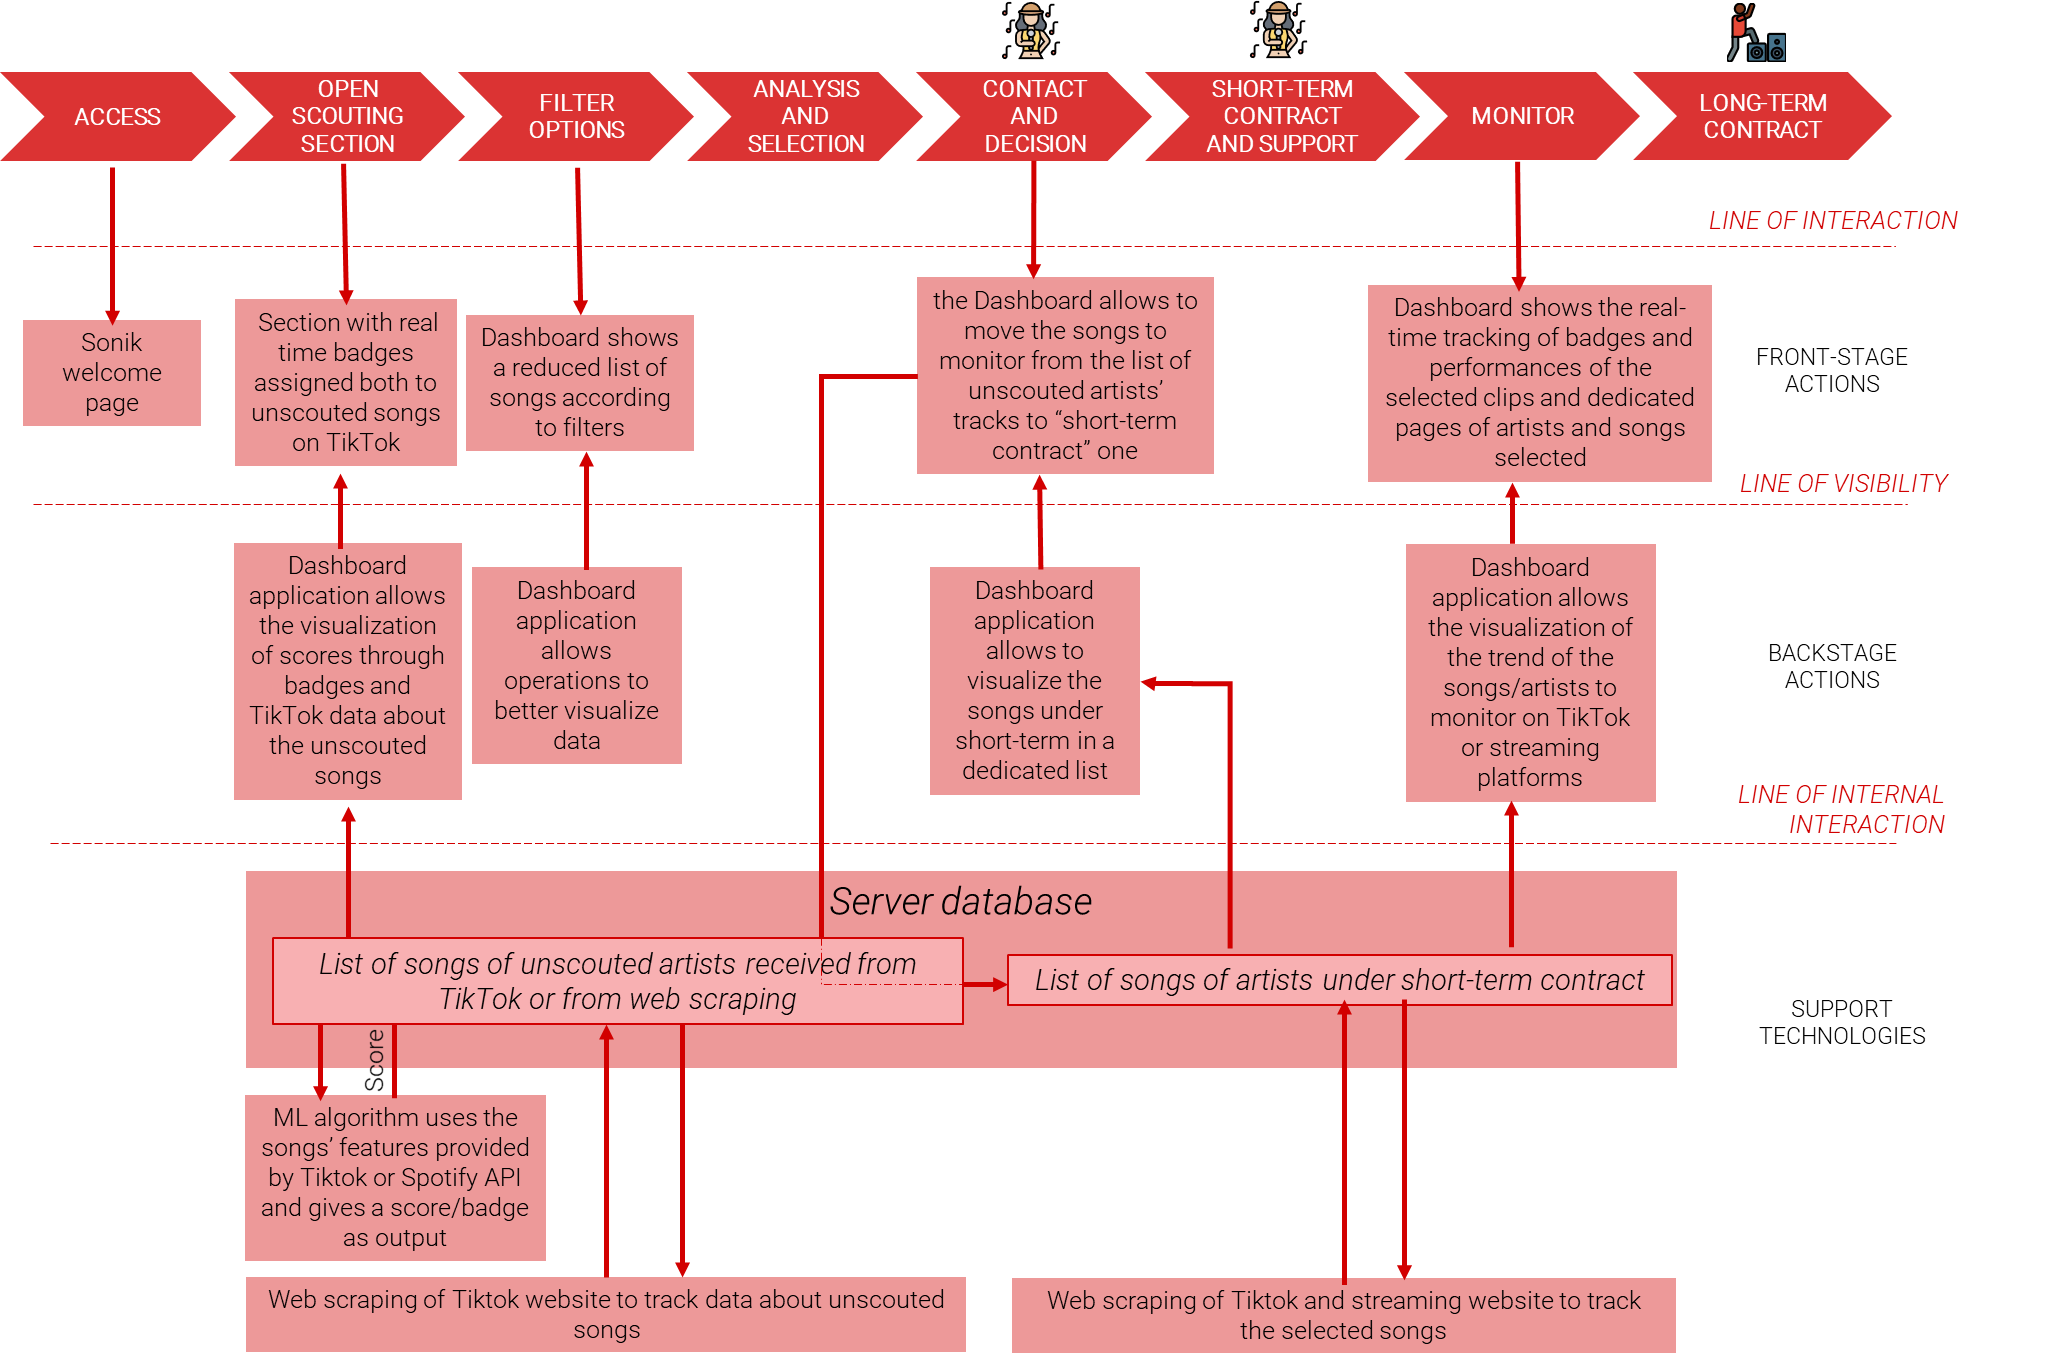 ACCESS
OPEN
SCOUTING
SECTION
FILTER
OPTIONS
ANALYSIS
AND
SELECTION
CONTACT
AND
DECISION
SHORT-TERM
CONTRACT
AND SUPPORT
MONITOR
LONG-TERM
CONTRACT
LINE OF INTERACTION
Sonik
welcome
page
Section with real
time badges
assigned both to
unscouted songs
on TikTok
Dashboard shows
a reduced list of
songs according
to filters
the Dashboard allows to
move the songs to
monitor from the list of
unscouted artists’
tracks to “short-term
contract” one
Dashboard shows the real-
time tracking of badges and
performances of the
selected clips and dedicated
pages of artists and songs
selected
FRONT-STAGE
ACTIONS
LINE OF VISIBILITY
Dashboard
application allows
the visualization
of scores through
badges and
TikTok data about
the unscouted
songs
Dashboard
application
allows
operations to
better visualize
data
Dashboard
application
allows to
visualize the
songs under
short-term in a
dedicated list
Dashboard
application allows
the visualization of
the trend of the
songs/artists to
monitor on TikTok
or streaming
platforms
BACKSTAGE
ACTIONS
LINE OF INTERNAL
INTERACTION
Server database
List of songs of unscouted artists received from
TikTok or from web scraping
List of songs of artists under short-term contract
SUPPORT
TECHNOLOGIES
Score
ML algorithm uses the
songs’ features provided
by Tiktok or Spotify API
and gives a score/badge
as output
Web scraping of Tiktok website to track data about unscouted
songs
Web scraping of Tiktok and streaming website to track
the selected songs